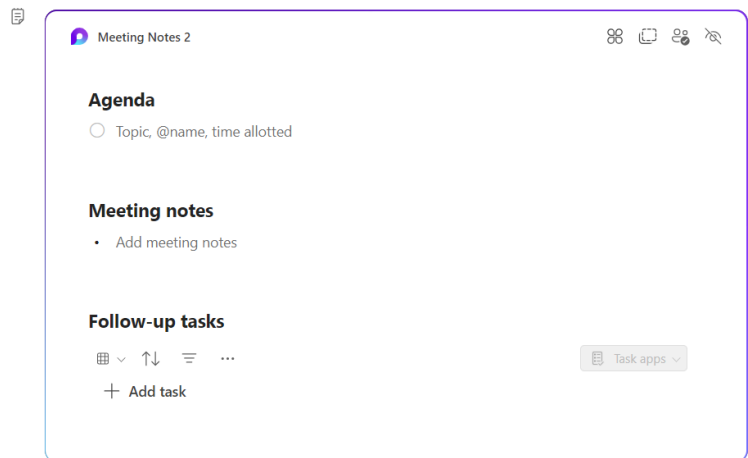 Meeting Notes 2
Agenda
Topic, @name, time allotted
Meeting notes
Add meeting notes
Follow-up tasks
Task apps
Add task